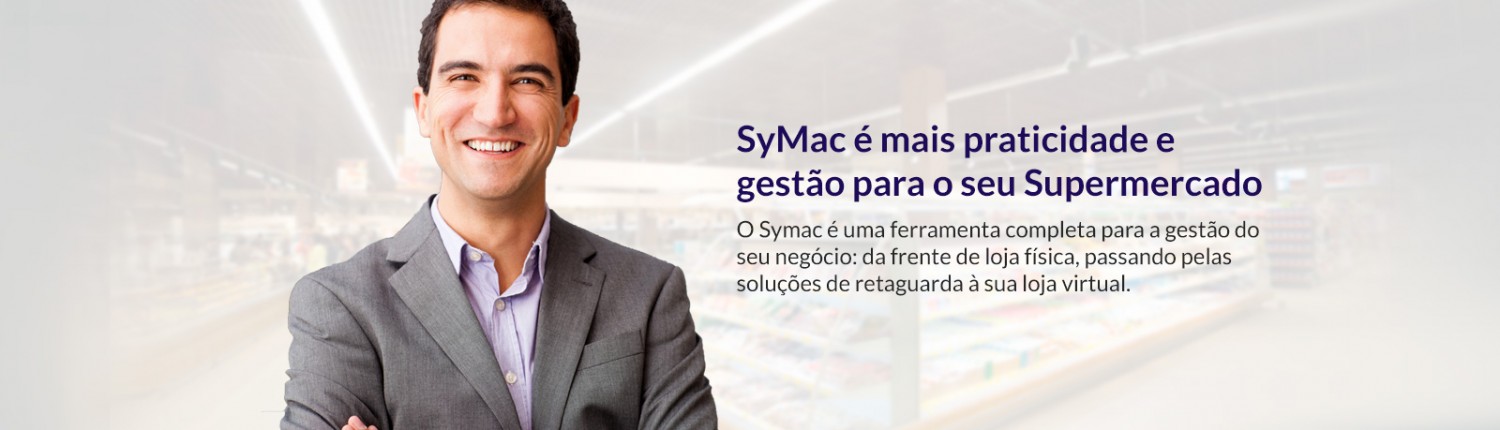 SyMac é mais praticidade e
gestão para o seu Supermercado
O Symac é uma ferramenta completa para a gestão do
seu negócio: da frente de loja física, passando pelas
soluções de retaguarda à sua loja virtual.